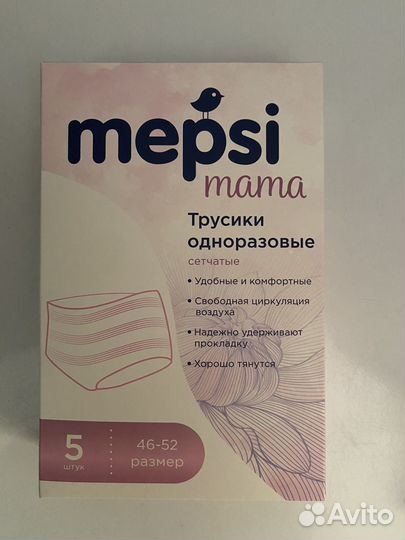 mepsi
mama
Трусики
одноразовые
сетчатые
• Удобные и комфортные
• Свободная циркуляция
воздуха
• Надежно удерживают
прокладку
• Хорошо тянутся
5
штук
46-52
размер
Avito